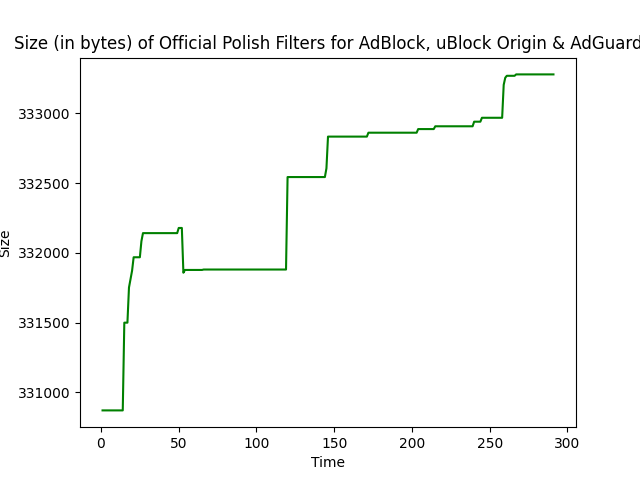 Size (in bytes) of Official Polish Filters for AdBlock, uBlock Origin & AdGuard
333000
332500
332000
331500
331000
Size
0 50 100 150 200 250 300
Time